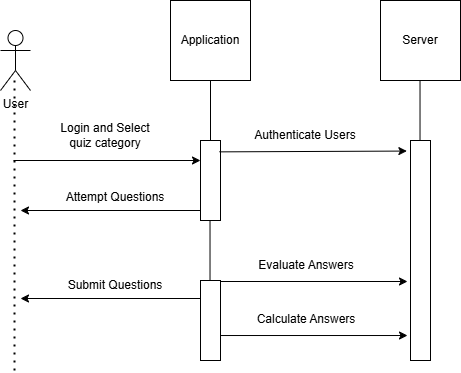 Application
Server
User
Login and Select
quiz category
Authenticate Users
Attempt Questions
Evaluate Answers
Submit Questions
Calculate Answers